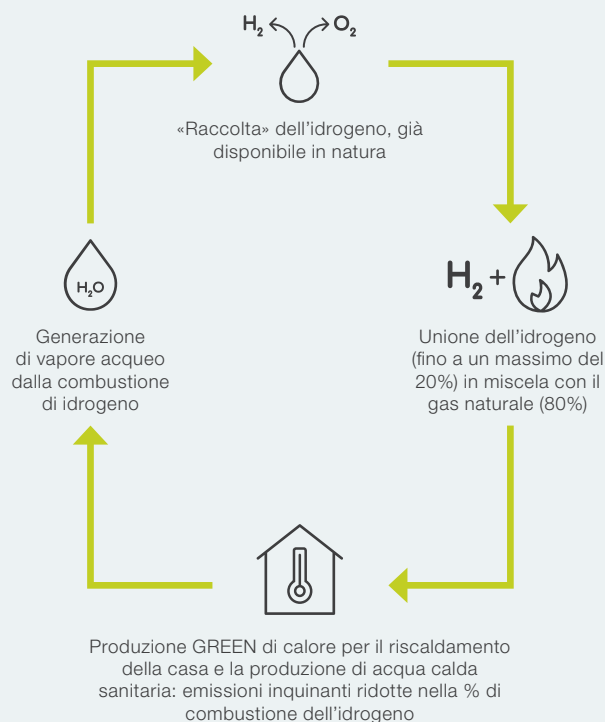 H₂ O₂
«Raccolta» dell'idrogeno, già
disponibile in natura
H₂ +
Unione dell'idrogeno
(fino a un massimo del
20%) in miscela con il
gas naturale (80%)
H₂O
Generazione
di vapore acqueo
dalla combustione
di idrogeno
Produzione GREEN di calore per il riscaldamento
della casa e la produzione di acqua calda
sanitaria: emissioni inquinanti ridotte nella % di
combustione dell'idrogeno